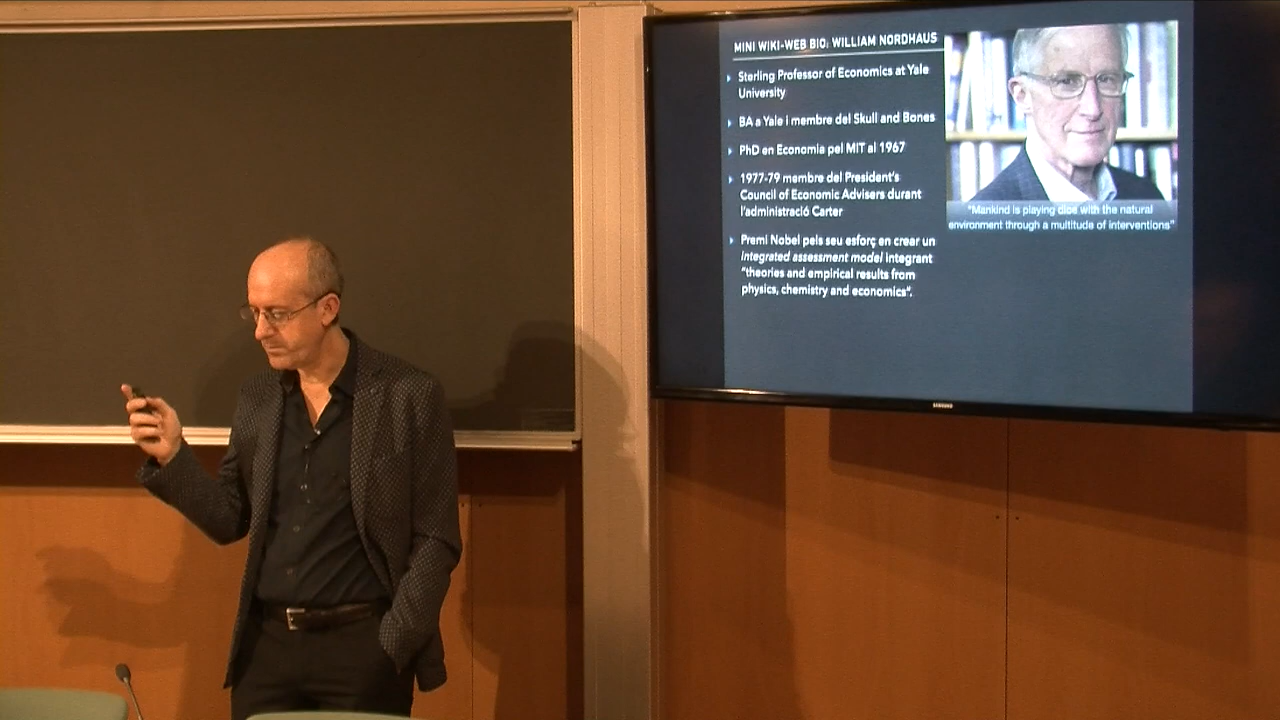 MINI WIKI-WEB BIO: WILLIAM NORDHAUS
Sterling Professor of Economics at Yale
University
BA a Yale i membre del Skull and Bones
PhD en Economia pel MIT al 1967
1977-79 membre del President's
Council of Economic Advisers durant
l'administració Carter
Premi Nobel pels seu esforç en crear un
integrated assessment model integrant
"theories and empirical results from
physics, chemistry and economics".
"Mankind is playing dice with the natural
environment through a multitude of interventions"
SAMSUNG